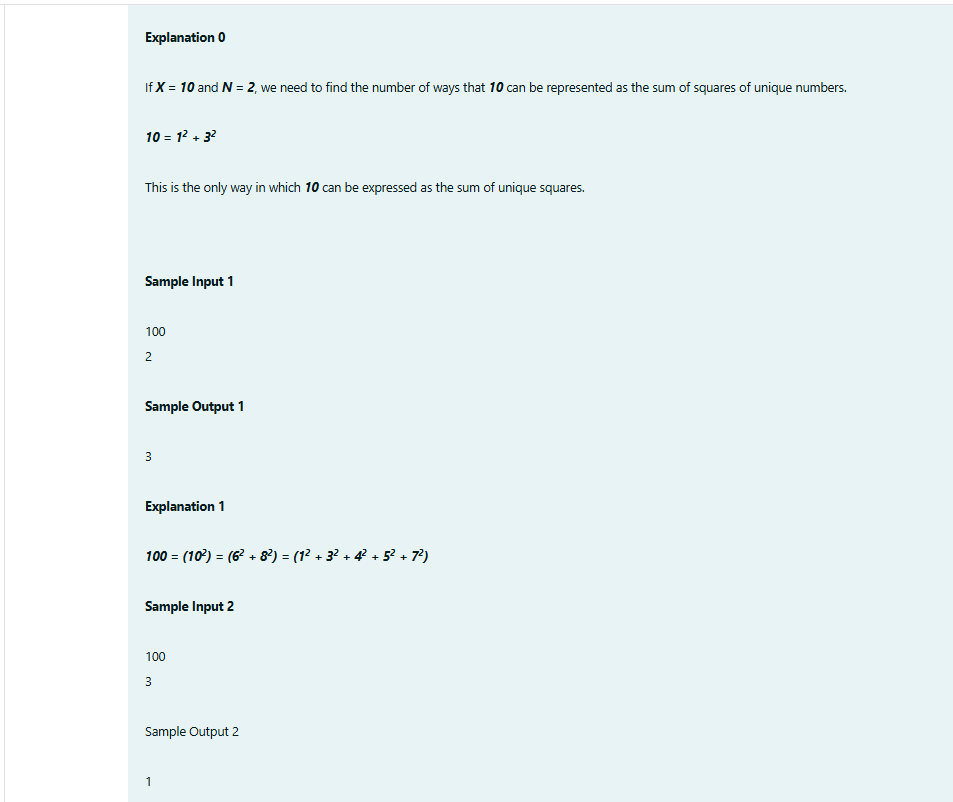 Explanation 0
If X = 10 and N = 2, we need to find the number of ways that 10 can be represented as the sum of squares of unique numbers.
10 = 1² + 3²
This is the only way in which 10 can be expressed as the sum of unique squares.
Sample Input 1
100
2
Sample Output 1
3
Explanation 1
100 = (10²) = (6² + 8²) = (1² + 3² + 4² + 5² + 7²)
Sample Input 2
100
3
Sample Output 2
1